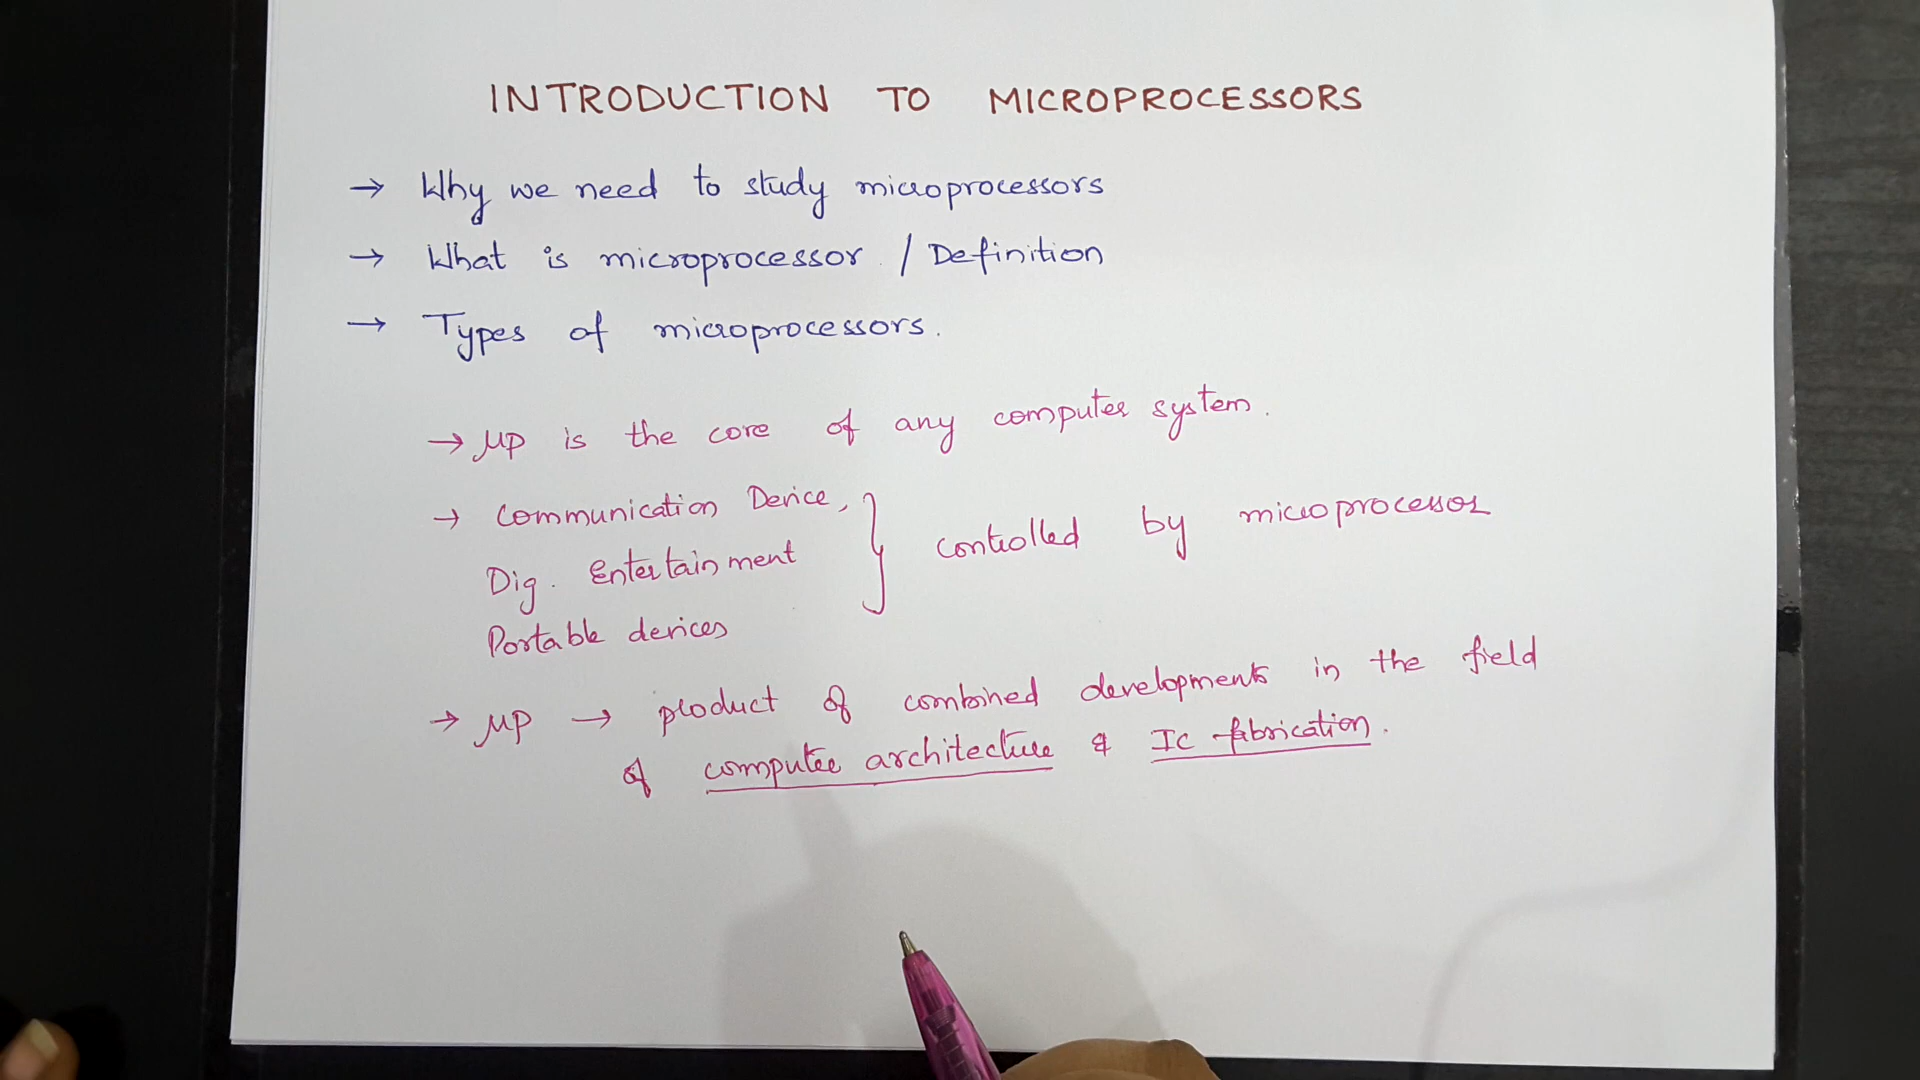 INTRODUCTION TO MICROPROCESSORS
→ Why we need to study microprocessors
→ What is microprocessor / Definition
→ Types of microprocessors.
→ μp is the core of any computer system.
→ Communication Device, } controlled by microprocessor
Dig. Entertainment
Portable devices
→ μp → product of combined developments in the field
of computer architecture & IC fabrication.